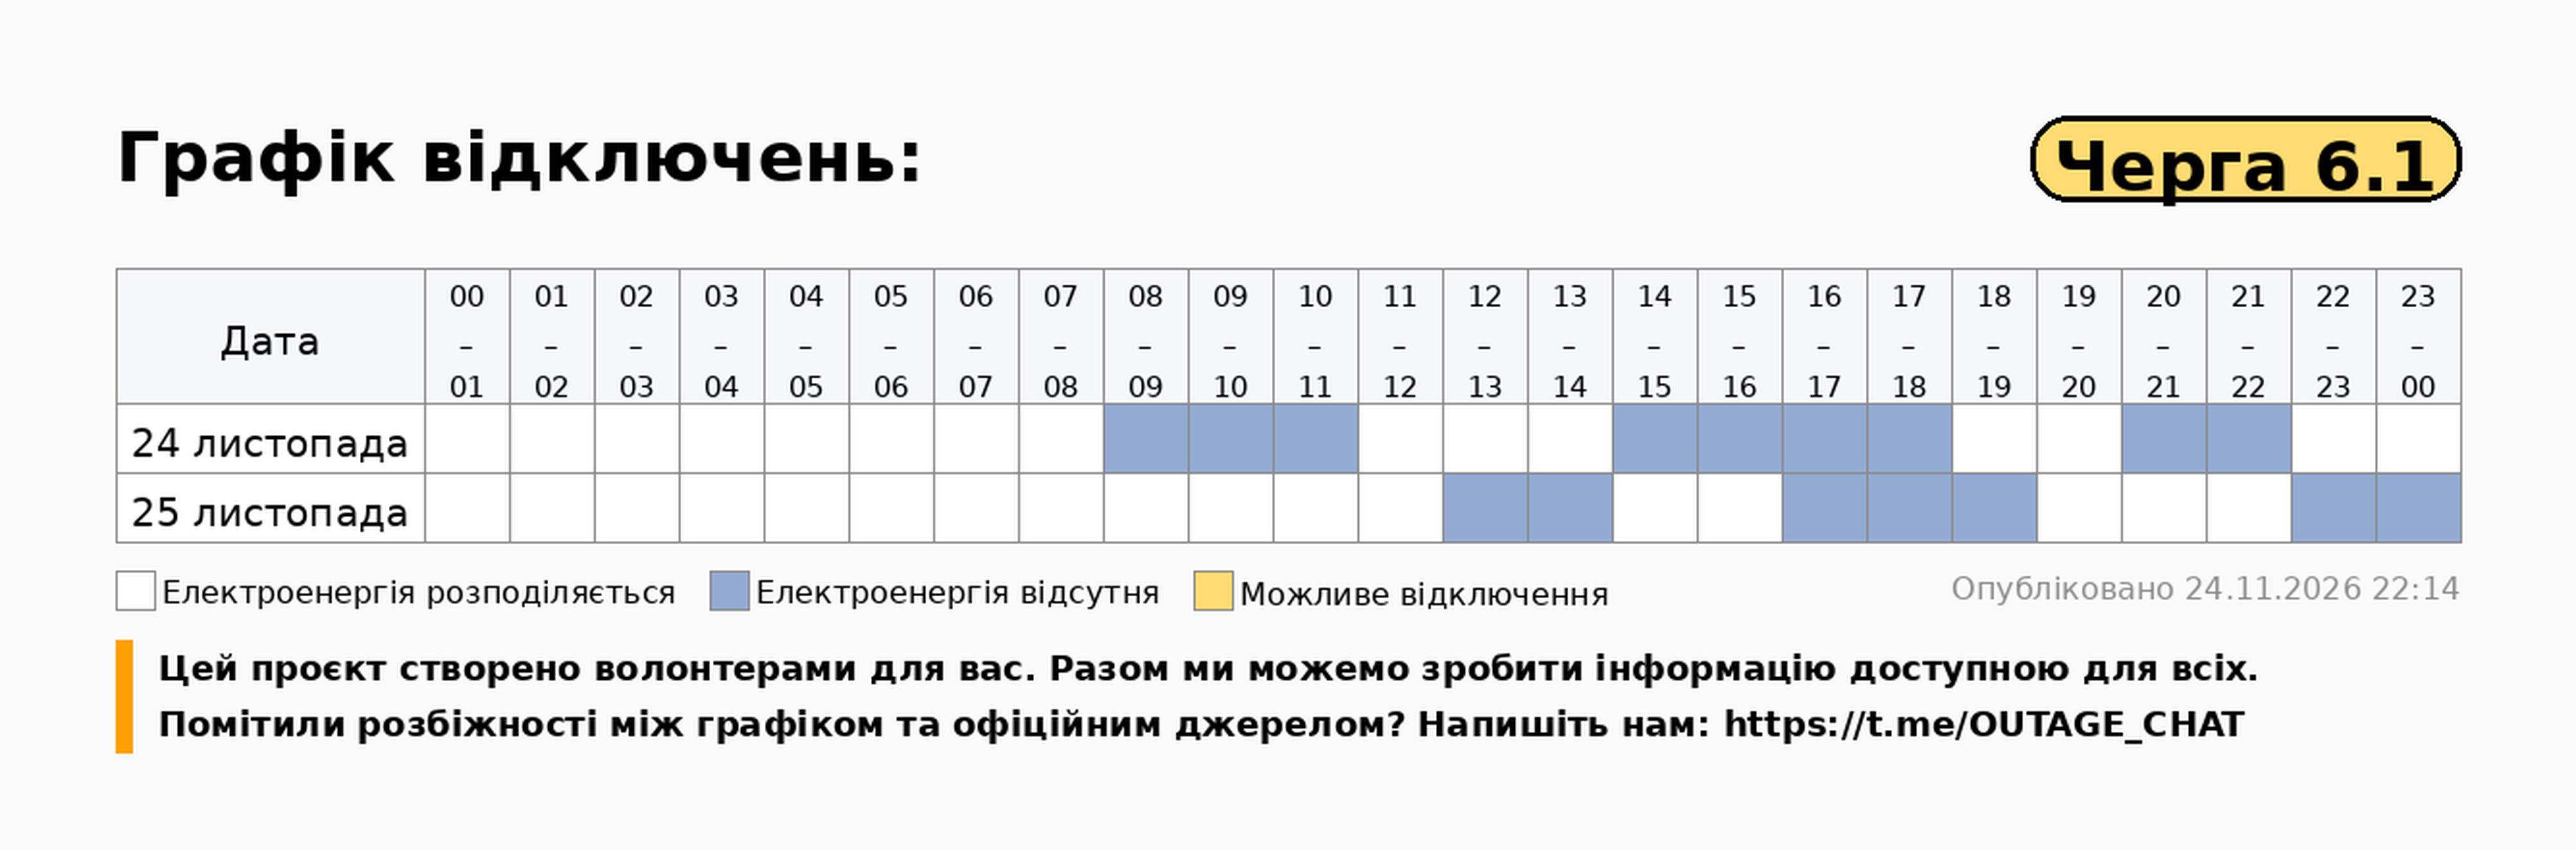 Графік відключень:
Черга 6.1
Дата 00 – 01 01 – 02 02 – 03 03 – 04 04 – 05 05 – 06 06 – 07 07 – 08 08 – 09 09 – 10 10 – 11 11 – 12 12 – 13 13 – 14 14 – 15 15 – 16 16 – 17 17 – 18 18 – 19 19 – 20 20 – 21 21 – 22 22 – 23 23 – 00
24 листопада
25 листопада
Електроенергія розподіляється Електроенергія відсутня Можливе відключення Опубліковано 24.11.2026 22:14
Цей проєкт створено волонтерами для вас. Разом ми можемо зробити інформацію доступною для всіх.
Помітили розбіжності між графіком та офіційним джерелом? Напишіть нам: https://t.me/OUTAGE_CHAT